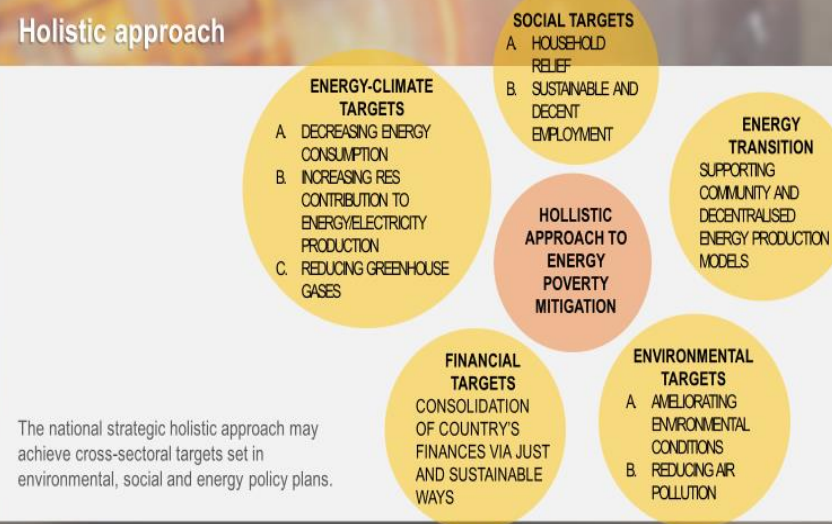 Holistic approach
SOCIAL TARGETS
A. HOUSEHOLD
RELIEF
B. SUSTAINABLE AND
DECENT
EMPLOYMENT
ENERGY-CLIMATE
TARGETS
A. DECREASING ENERGY
CONSUMPTION
B. INCREASING RES
CONTRIBUTION TO
ENERGY/ELECTRICITY
PRODUCTION
C. REDUCING GREENHOUSE
GASES
ENERGY
TRANSITION
SUPPORTING
COMMUNITY AND
DECENTRALISED
ENERGY PRODUCTION
MODELS
HOLLISTIC
APPROACH TO
ENERGY
POVERTY
MITIGATION
FINANCIAL
TARGETS
CONSOLIDATION
OF COUNTRY'S
FINANCES VIA JUST
AND SUSTAINABLE
WAYS
ENVIRONMENTAL
TARGETS
A. AMELIORATING
ENVIRONMENTAL
CONDITIONS
B. REDUCING AIR
POLLUTION
The national strategic holistic approach may
achieve cross-sectoral targets set in
environmental, social and energy policy plans.